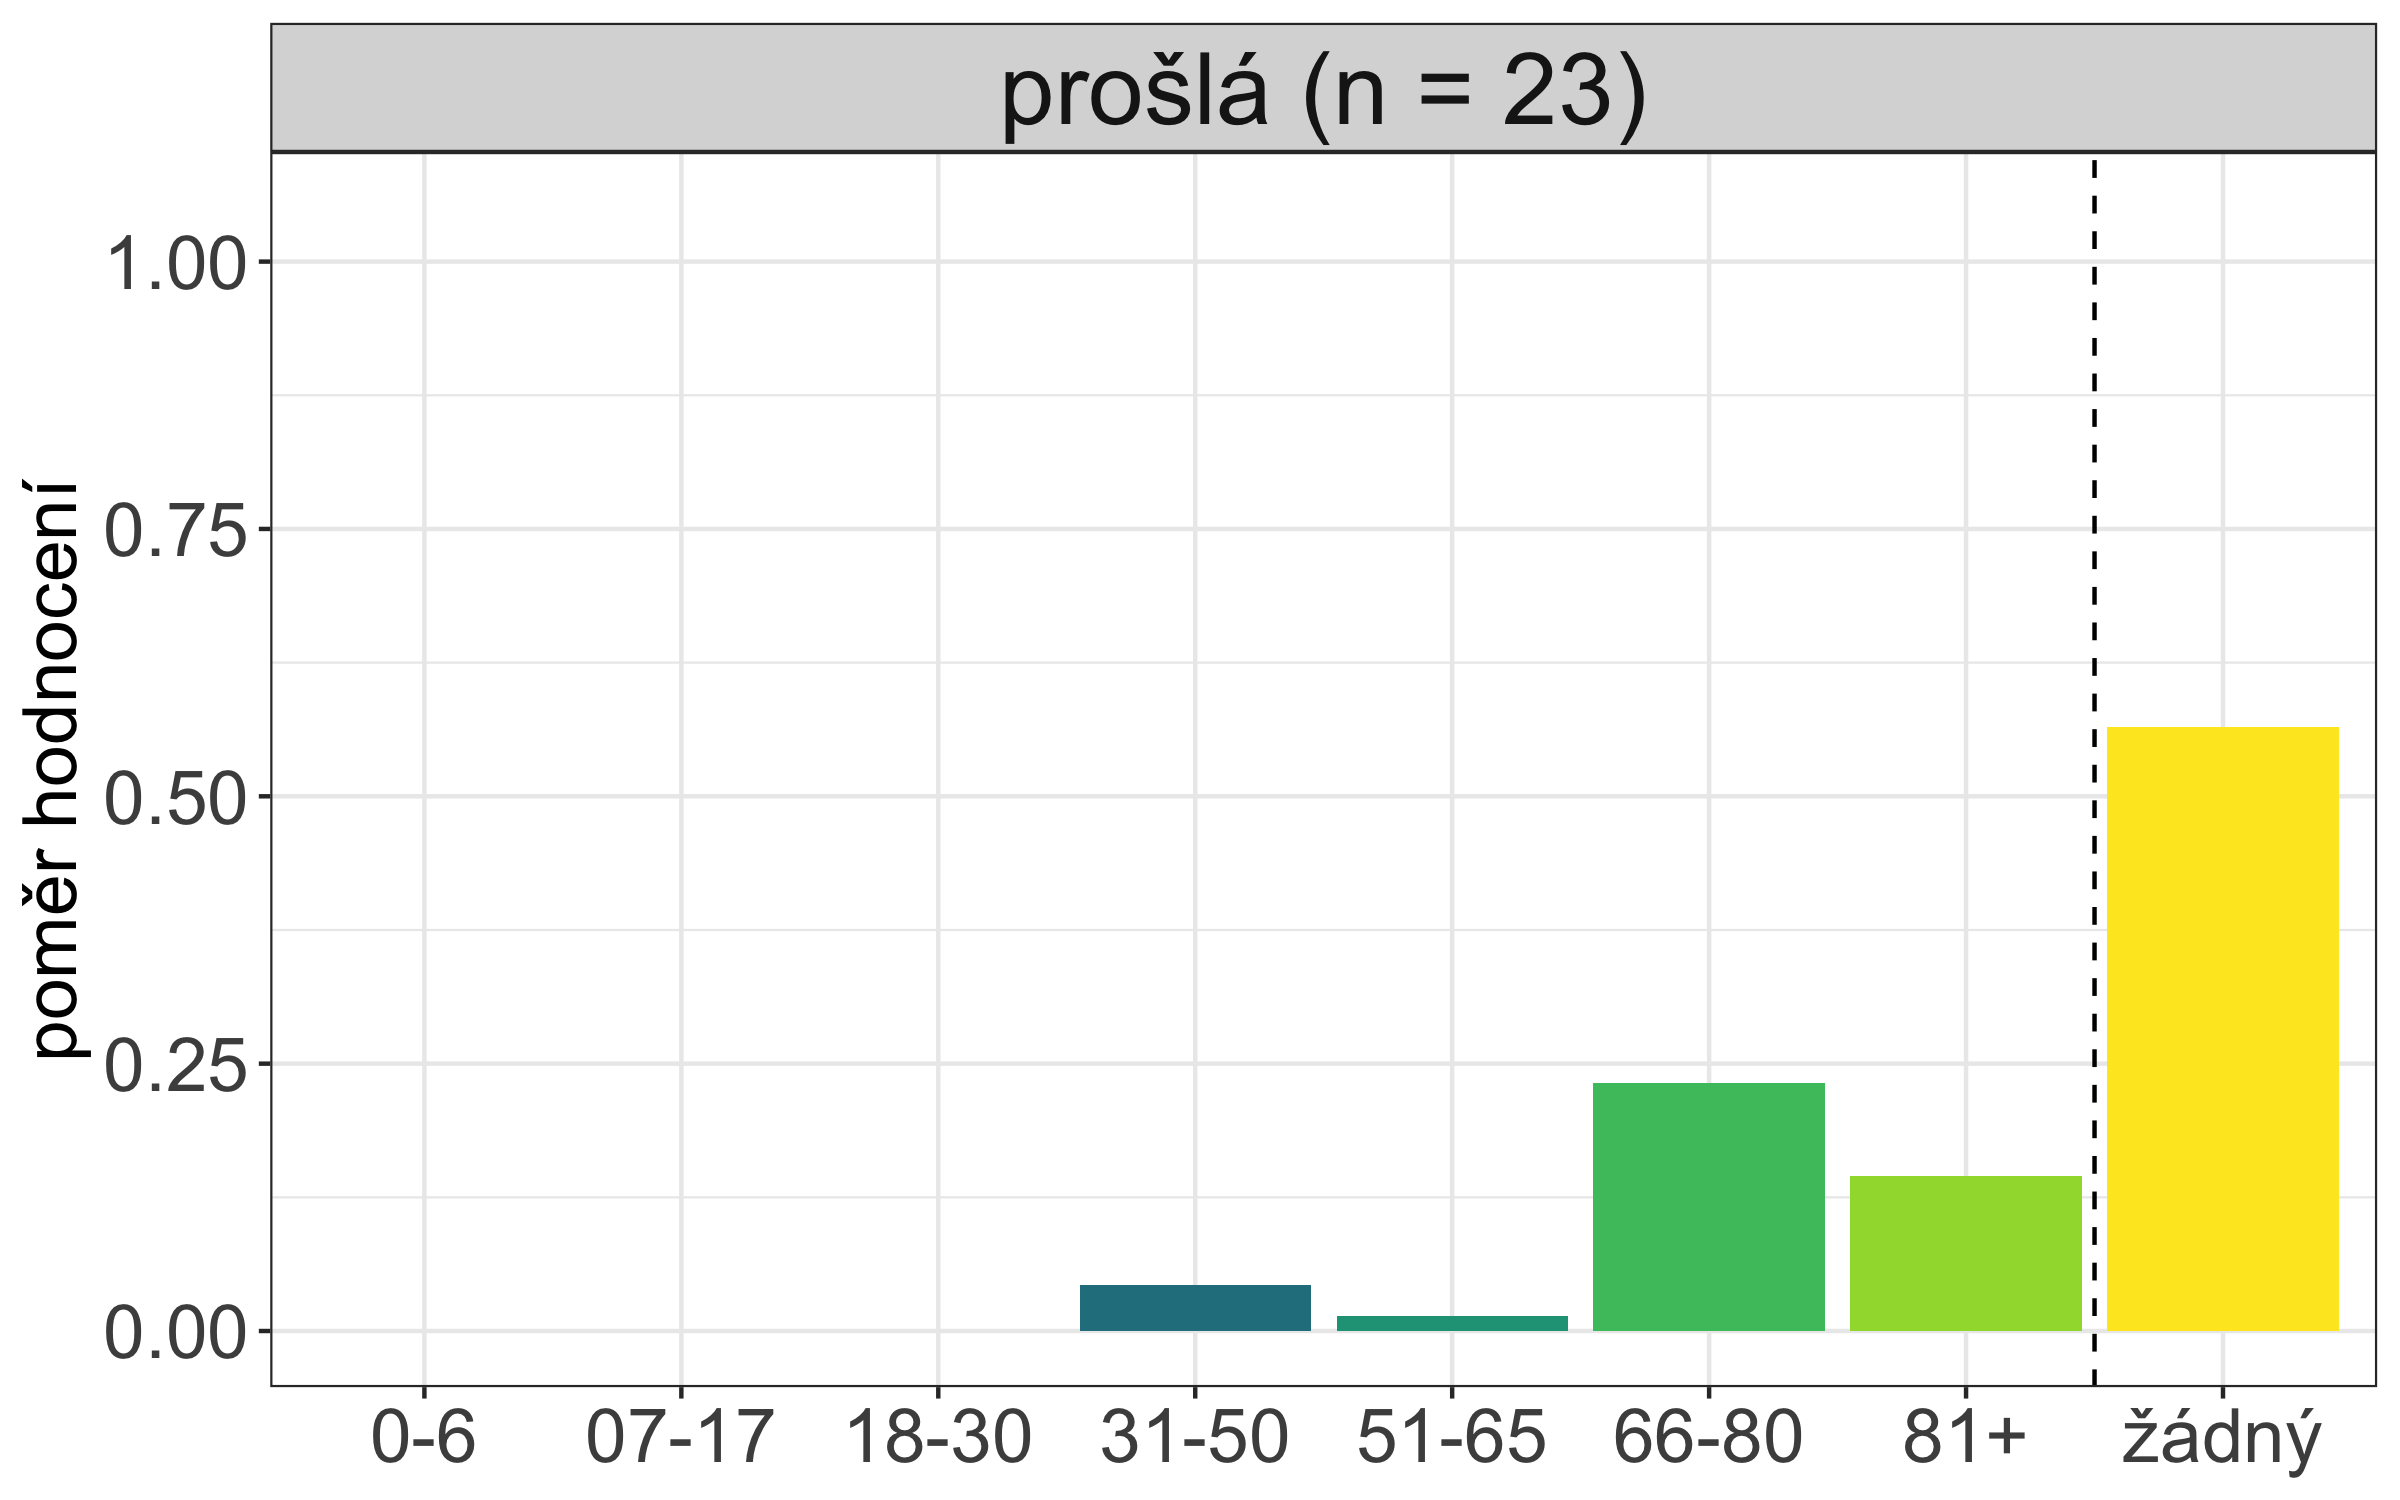 prošlá (n = 23)
poměr hodnocení
1.00
0.75
0.50
0.25
0.00
0-6 07-17 18-30 31-50 51-65 66-80 81+ žádný